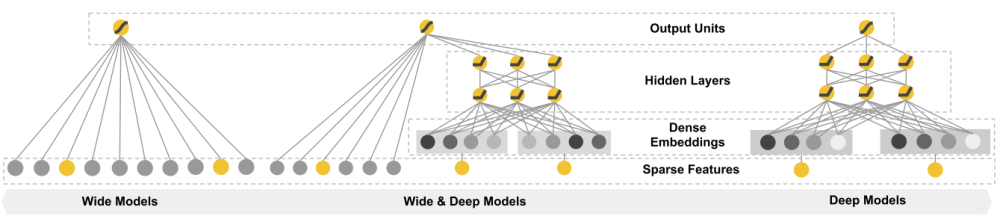 Output Units
Hidden Layers
Dense
Embeddings
Sparse Features
Wide Models
Wide & Deep Models
Deep Models